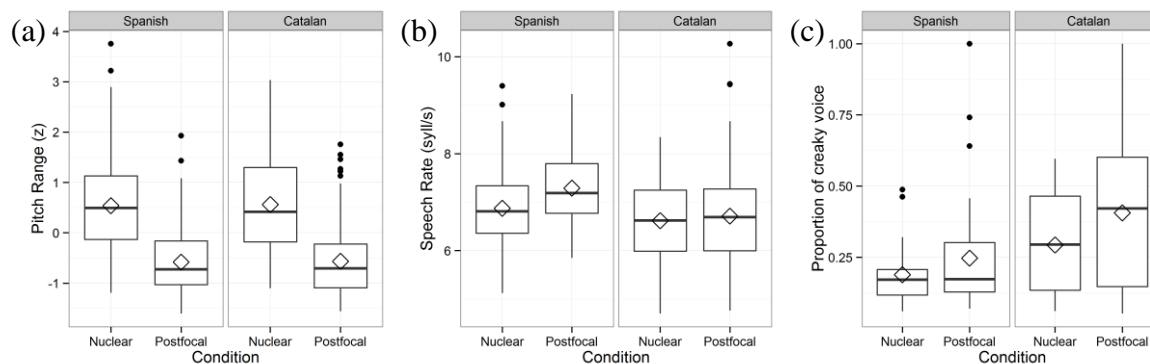 (a)
Spanish
Catalan
Pitch Range (z)
4
3
2
1
0
-1
Nuclear
Postfocal
Nuclear
Postfocal
Condition
(b)
Spanish
Catalan
Speech Rate (syll/s)
10
8
6
Nuclear
Postfocal
Nuclear
Postfocal
Condition
(c)
Spanish
Catalan
Proportion of creaky voice
1.00
0.75
0.50
0.25
Nuclear
Postfocal
Nuclear
Postfocal
Condition